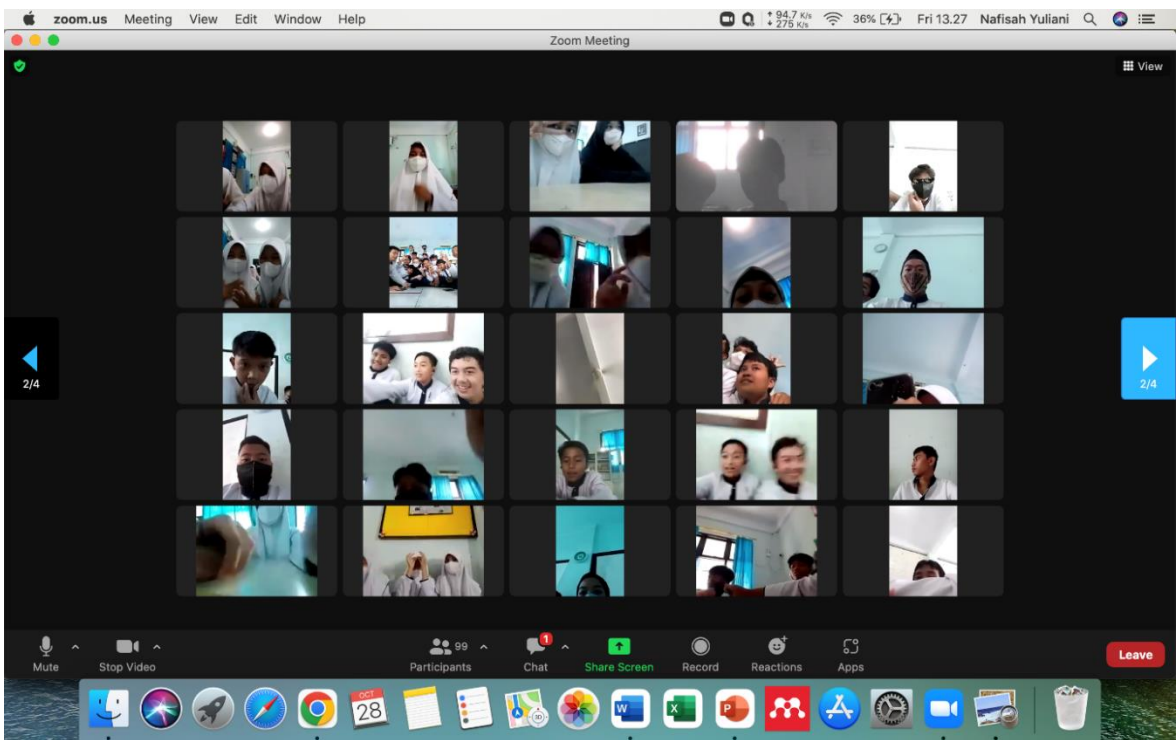 zoom.us Meeting View Edit Window Help 94.7 K/s 275 K/s 36% Fri 13.27 Nafisah Yuliani
Zoom Meeting
View
2/4
2/4
99 1
Mute Stop Video Participants Chat Share Screen Record Reactions Apps Leave
OCT
28
3D
W X P